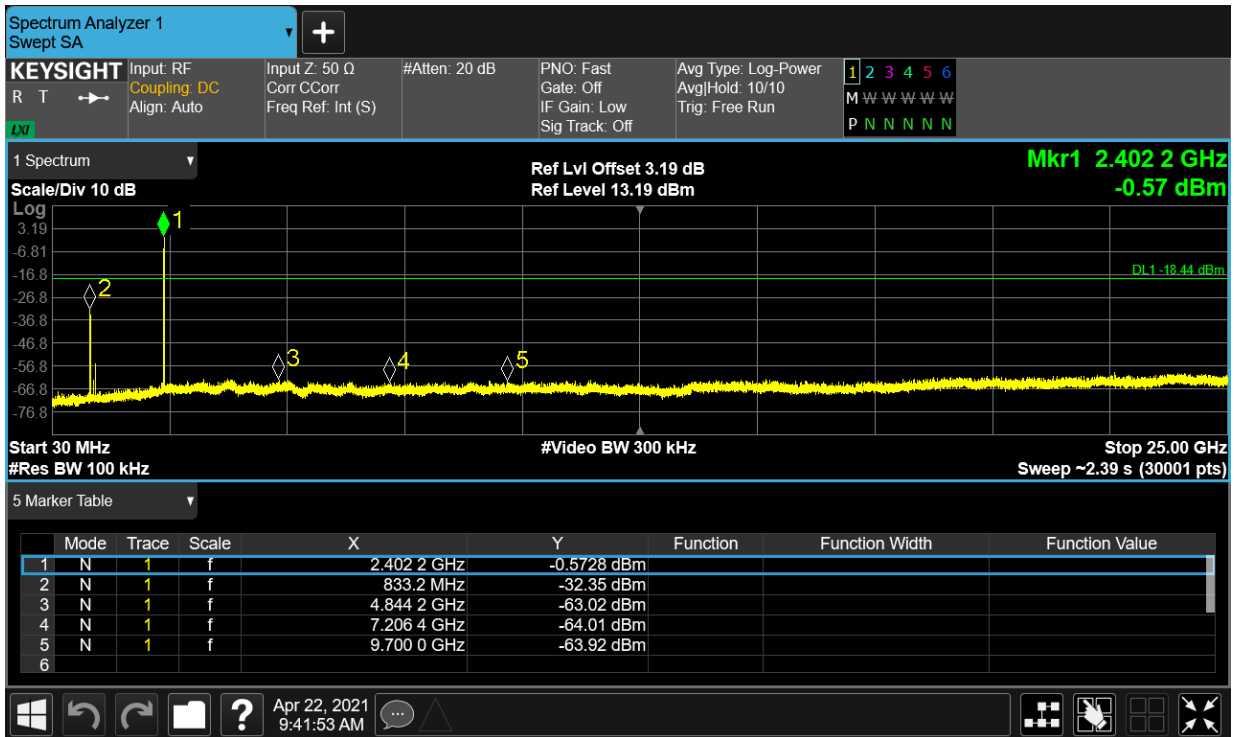 Spectrum Analyzer 1
Swept SA
▼
+
KEYSIGHT
R T
LXI
Input: RF
Coupling: DC
Align: Auto
Input Z: 50 Ω
Corr CCorr
Freq Ref: Int (S)
#Atten: 20 dB
PNO: Fast
Gate: Off
IF Gain: Low
Sig Track: Off
Avg Type: Log-Power
Avg|Hold: 10/10
Trig: Free Run
1 2 3 4 5 6
M W W W W W
P N N N N N
1 Spectrum ▼
Scale/Div 10 dB
Ref Lvl Offset 3.19 dB
Ref Level 13.19 dBm
Mkr1 2.402 2 GHz
-0.57 dBm
Log
3.19
-6.81
-16.8
-26.8
-36.8
-46.8
-56.8
-66.8
-76.8
1
2
3
4
5
DL1 -18.44 dBm
Start 30 MHz
#Res BW 100 kHz
#Video BW 300 kHz
Stop 25.00 GHz
Sweep ~2.39 s (30001 pts)
5 Marker Table ▼
Mode Trace Scale X Y Function Function Width Function Value
1 N 1 f 2.402 2 GHz -0.5728 dBm
2 N 1 f 833.2 MHz -32.35 dBm
3 N 1 f 4.844 2 GHz -63.02 dBm
4 N 1 f 7.206 4 GHz -64.01 dBm
5 N 1 f 9.700 0 GHz -63.92 dBm
6
?
Apr 22, 2021
9:41:53 AM